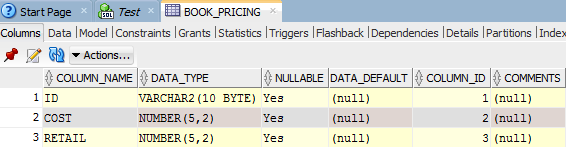 Start Page Test BOOK_PRICING
Columns Data Model Constraints Grants Statistics Triggers Flashback Dependencies Details Partitions Index
Actions...
COLUMN_NAME DATA_TYPE NULLABLE DATA_DEFAULT COLUMN_ID COMMENTS
1 ID VARCHAR2(10 BYTE) Yes (null) 1 (null)
2 COST NUMBER(5,2) Yes (null) 2 (null)
3 RETAIL NUMBER(5,2) Yes (null) 3 (null)